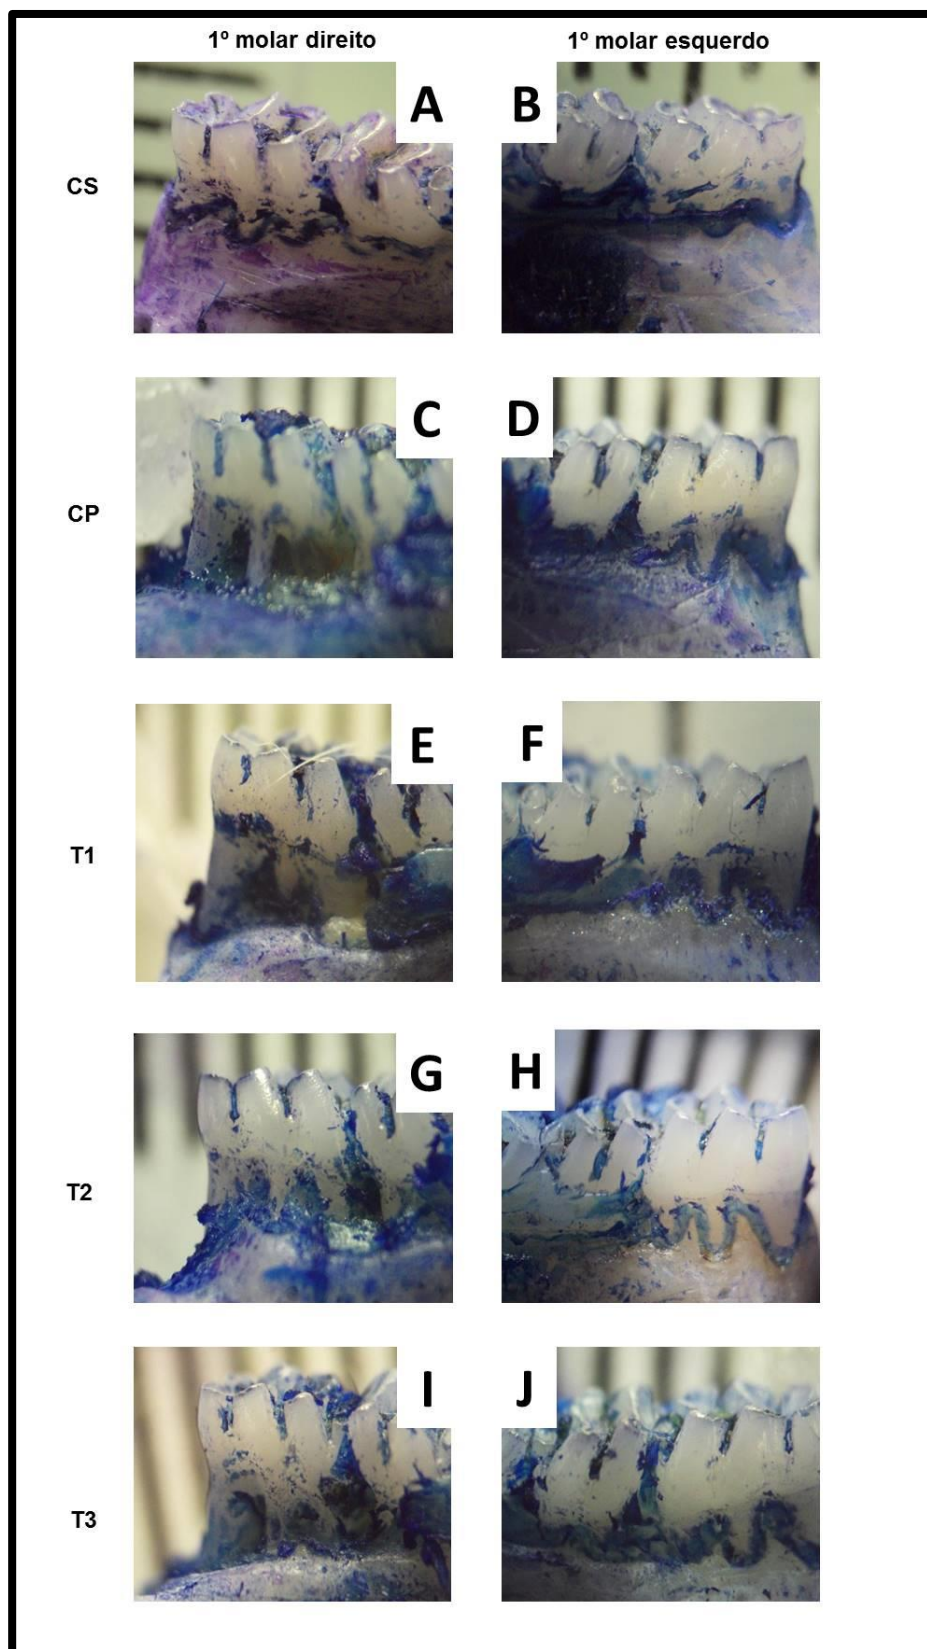 1º molar direito 1º molar esquerdo
A B
CS
C D
CP
E F
T1
G H
T2
I J
T3